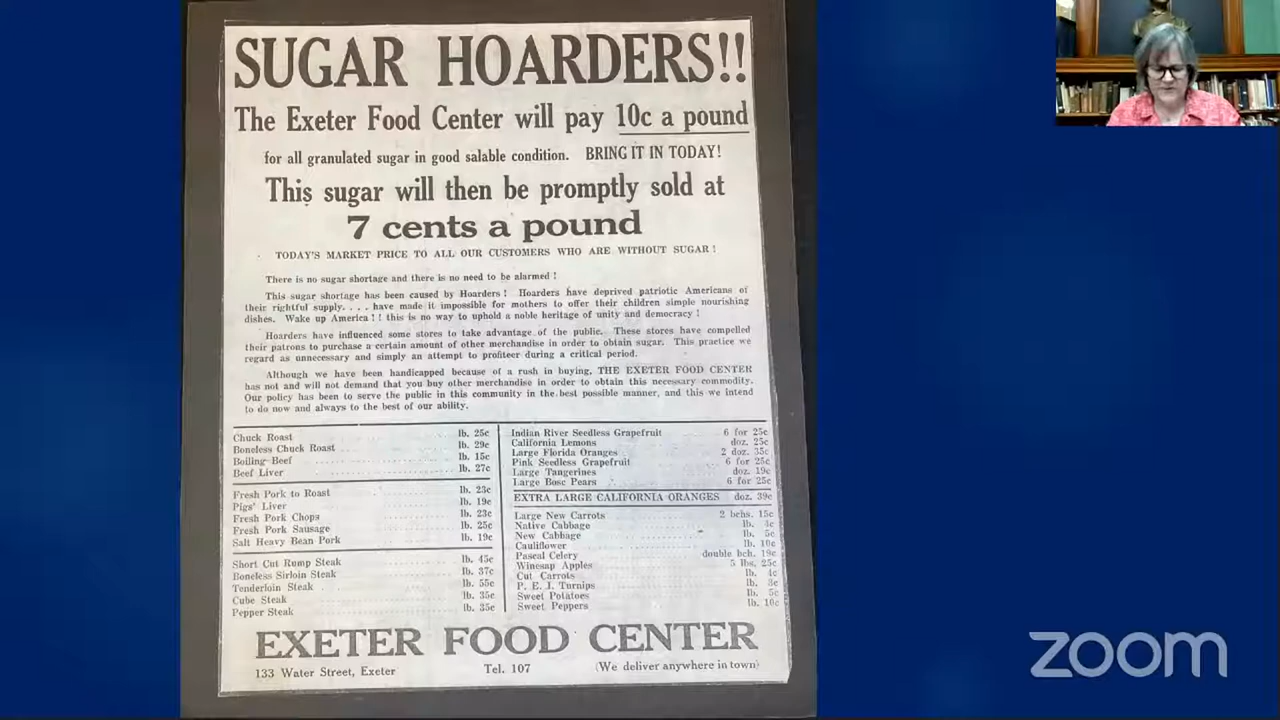 SUGAR HOARDERS!!
The Exeter Food Center will pay 10c a pound
for all granulated sugar in good salable condition. BRING IT IN TODAY!
This sugar will then be promptly sold at
7 cents a pound
TODAY'S MARKET PRICE TO ALL OUR CUSTOMERS WHO ARE WITHOUT SUGAR!
There is no sugar shortage and there is no need to be alarmed!
This sugar shortage has been caused by Hoarders! Hoarders have deprived patriotic Americans of
their rightful supply. . . . have made it impossible for mothers to offer their children simple nourishing
dishes. Wake up America!! this is no way to uphold a noble heritage of unity and democracy!
Hoarders have influenced some stores to take advantage of the public. These stores have compelled
their patrons to purchase a certain amount of other merchandise in order to obtain sugar. This practice we
regard as unnecessary and simply an attempt to profiteer during a critical period.
Although we have been handicapped because of a rush in buying, THE EXETER FOOD CENTER
has not and will not demand that you buy other merchandise in order to obtain this necessary commodity.
Our policy has been to serve the public in this community in the best possible manner, and this we intend
to do now and always to the best of our ability.
Chuck Roast lb. 25c
Boneless Chuck Roast lb. 29c
Boiling Beef lb. 15c
Beef Liver lb. 27c
Fresh Pork to Roast lb. 23c
Pigs' Liver lb. 19c
Fresh Pork Chops lb. 23c
Fresh Pork Sausage lb. 25c
Salt Heavy Bean Pork lb. 19c
Short Cut Rump Steak lb. 45c
Boneless Sirloin Steak lb. 37c
Tenderloin Steak lb. 55c
Cube Steak lb. 35c
Pepper Steak lb. 35c
Indian River Seedless Grapefruit 6 for 25c
California Lemons doz. 25c
Large Florida Oranges 2 doz. 35c
Pink Seedless Grapefruit 6 for 25c
Large Tangerines doz. 19c
Large Bosc Pears 6 for 25c
EXTRA LARGE CALIFORNIA ORANGES doz. 39c
Large New Carrots 2 bchs. 15c
Native Cabbage lb. 4c
New Cabbage lb. 5c
Cauliflower lb. 10c
Pascal Celery double bch. 19c
Winesap Apples 5 lbs. 25c
Cut Carrots lb. 4c
P. E. I. Turnips lb. 3c
Sweet Potatoes lb. 5c
Sweet Peppers lb. 10c
EXETER FOOD CENTER
133 Water Street, Exeter Tel. 107 (We deliver anywhere in town)
zoom